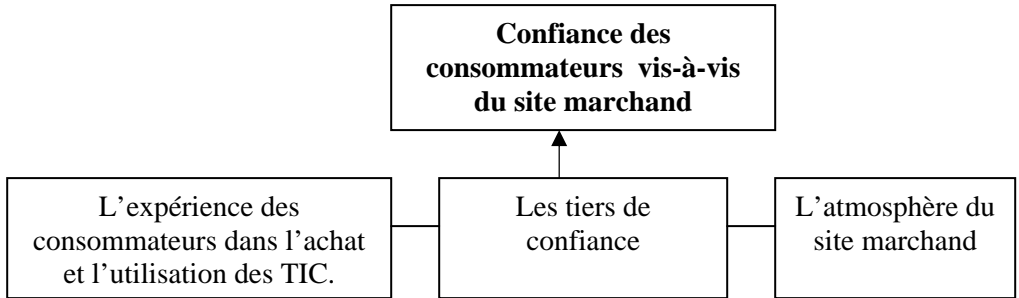 Confiance des
consommateurs vis-à-vis
du site marchand
L'expérience des
consommateurs dans l'achat
et l'utilisation des TIC.
Les tiers de
confiance
L'atmosphère du
site marchand